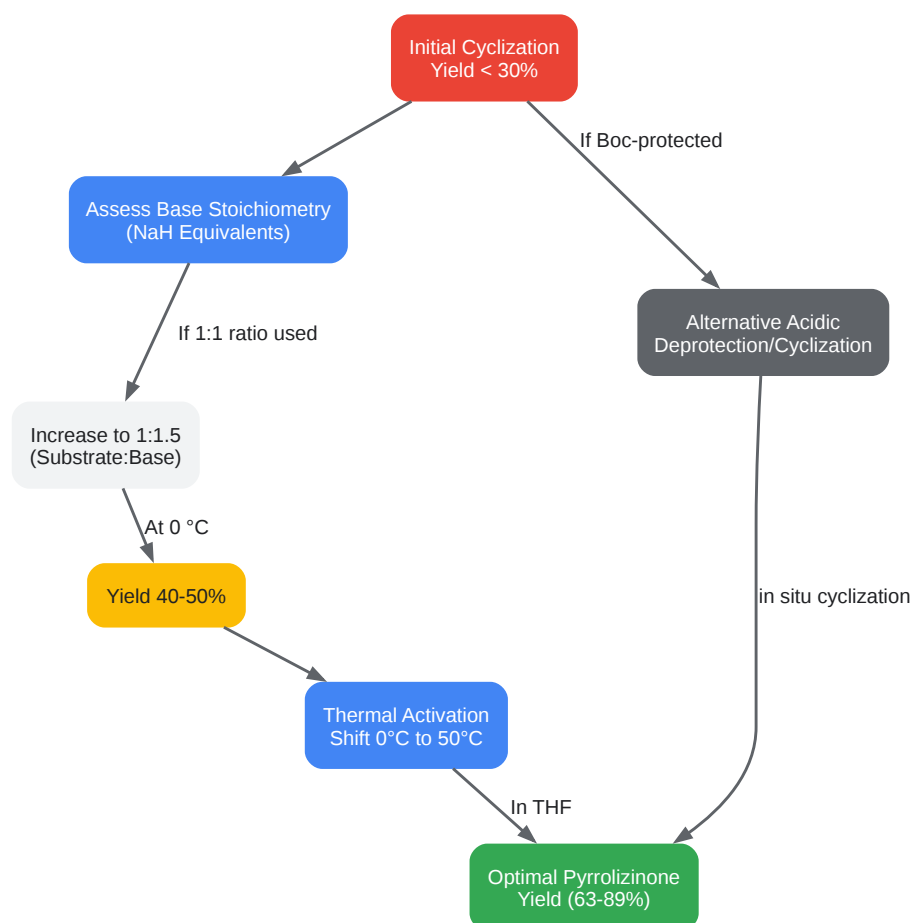 Initial Cyclization
Yield < 30%
If Boc-protected
Assess Base Stoichiometry
(NaH Equivalents)
If 1:1 ratio used
Alternative Acidic
Deprotection/Cyclization
Increase to 1:1.5
(Substrate:Base)
At 0 °C
Yield 40-50%
in situ cyclization
Thermal Activation
Shift 0°C to 50°C
In THF
Optimal Pyrrolizinone
Yield (63-89%)